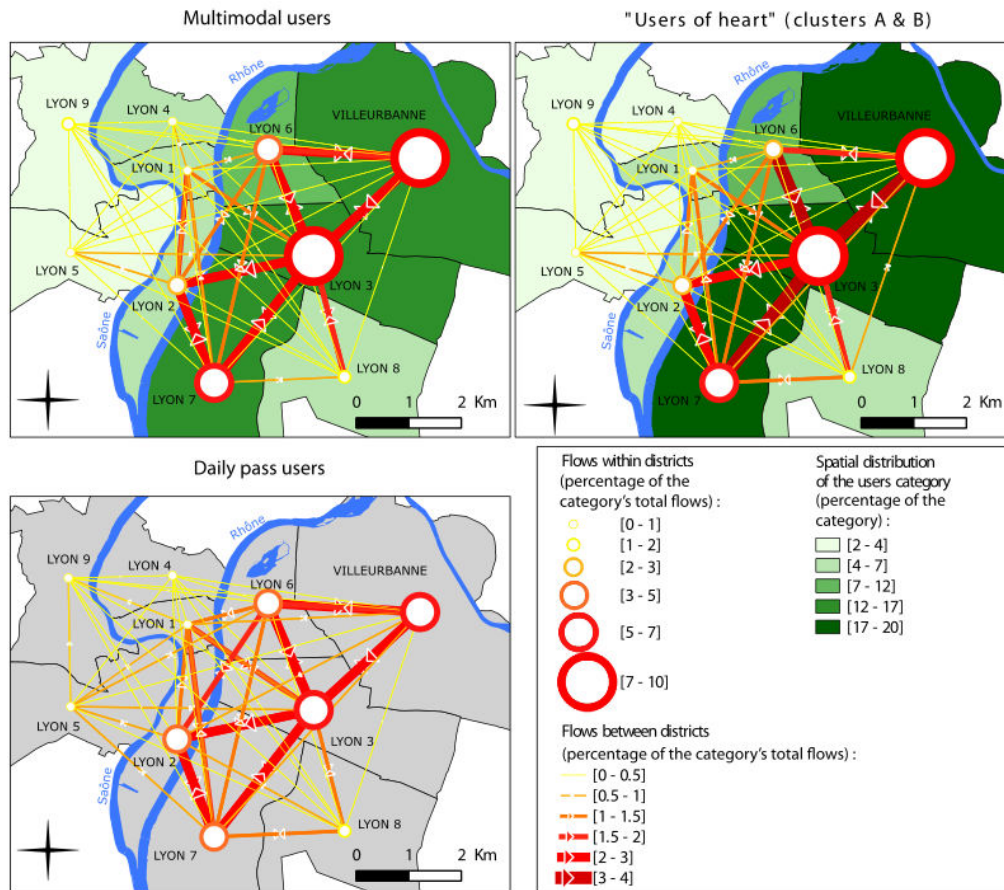 Multimodal users
Rhône
LYON 9
LYON 4
LYON 6
VILLEURBANNE
LYON 1
LYON 5
LYON 3
LYON 2
Saône
LYON 8
LYON 7
0 1 2 Km
"Users of heart" (clusters A & B)
Rhône
LYON 9
LYON 4
LYON 6
VILLEURBANNE
LYON 1
LYON 5
LYON 3
LYON 2
Saône
LYON 8
LYON 7
0 1 2 Km
Daily pass users
Rhône
LYON 9
LYON 4
LYON 6
VILLEURBANNE
LYON 1
LYON 5
LYON 3
LYON 2
Saône
LYON 8
LYON 7
0 1 2 Km
Flows within districts
(percentage of the
category's total flows) :
[0 - 1]
[1 - 2]
[2 - 3]
[3 - 5]
[5 - 7]
[7 - 10]
Flows between districts
(percentage of the category's total flows) :
[0 - 0.5]
[0.5 - 1]
[1 - 1.5]
[1.5 - 2]
[2 - 3]
[3 - 4]
Spatial distribution
of the users category
(percentage of the
category) :
[2 - 4]
[4 - 7]
[7 - 12]
[12 - 17]
[17 - 20]